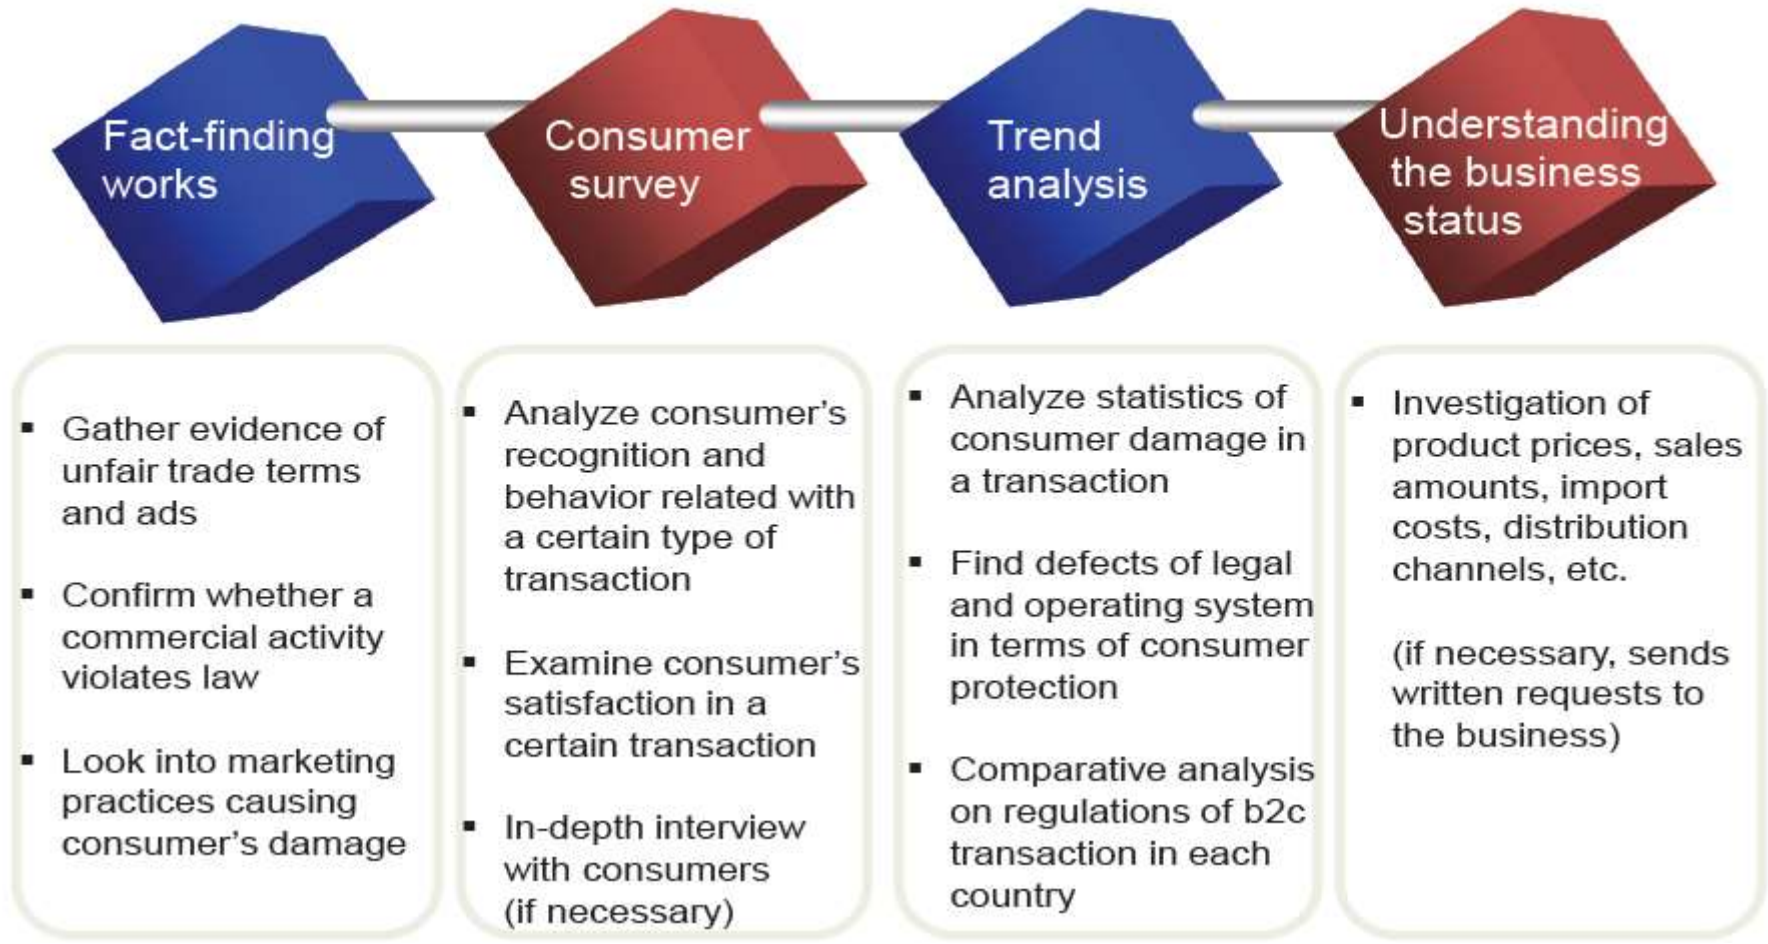 Fact-finding
works
Consumer
survey
Trend
analysis
Understanding
the business
status
▪ Gather evidence of
unfair trade terms
and ads
▪ Confirm whether a
commercial activity
violates law
▪ Look into marketing
practices causing
consumer’s damage
▪ Analyze consumer’s
recognition and
behavior related with
a certain type of
transaction
▪ Examine consumer’s
satisfaction in a
certain transaction
▪ In-depth interview
with consumers
(if necessary)
▪ Analyze statistics of
consumer damage in
a transaction
▪ Find defects of legal
and operating system
in terms of consumer
protection
▪ Comparative analysis
on regulations of b2c
transaction in each
country
▪ Investigation of
product prices, sales
amounts, import
costs, distribution
channels, etc.
(if necessary, sends
written requests to
the business)